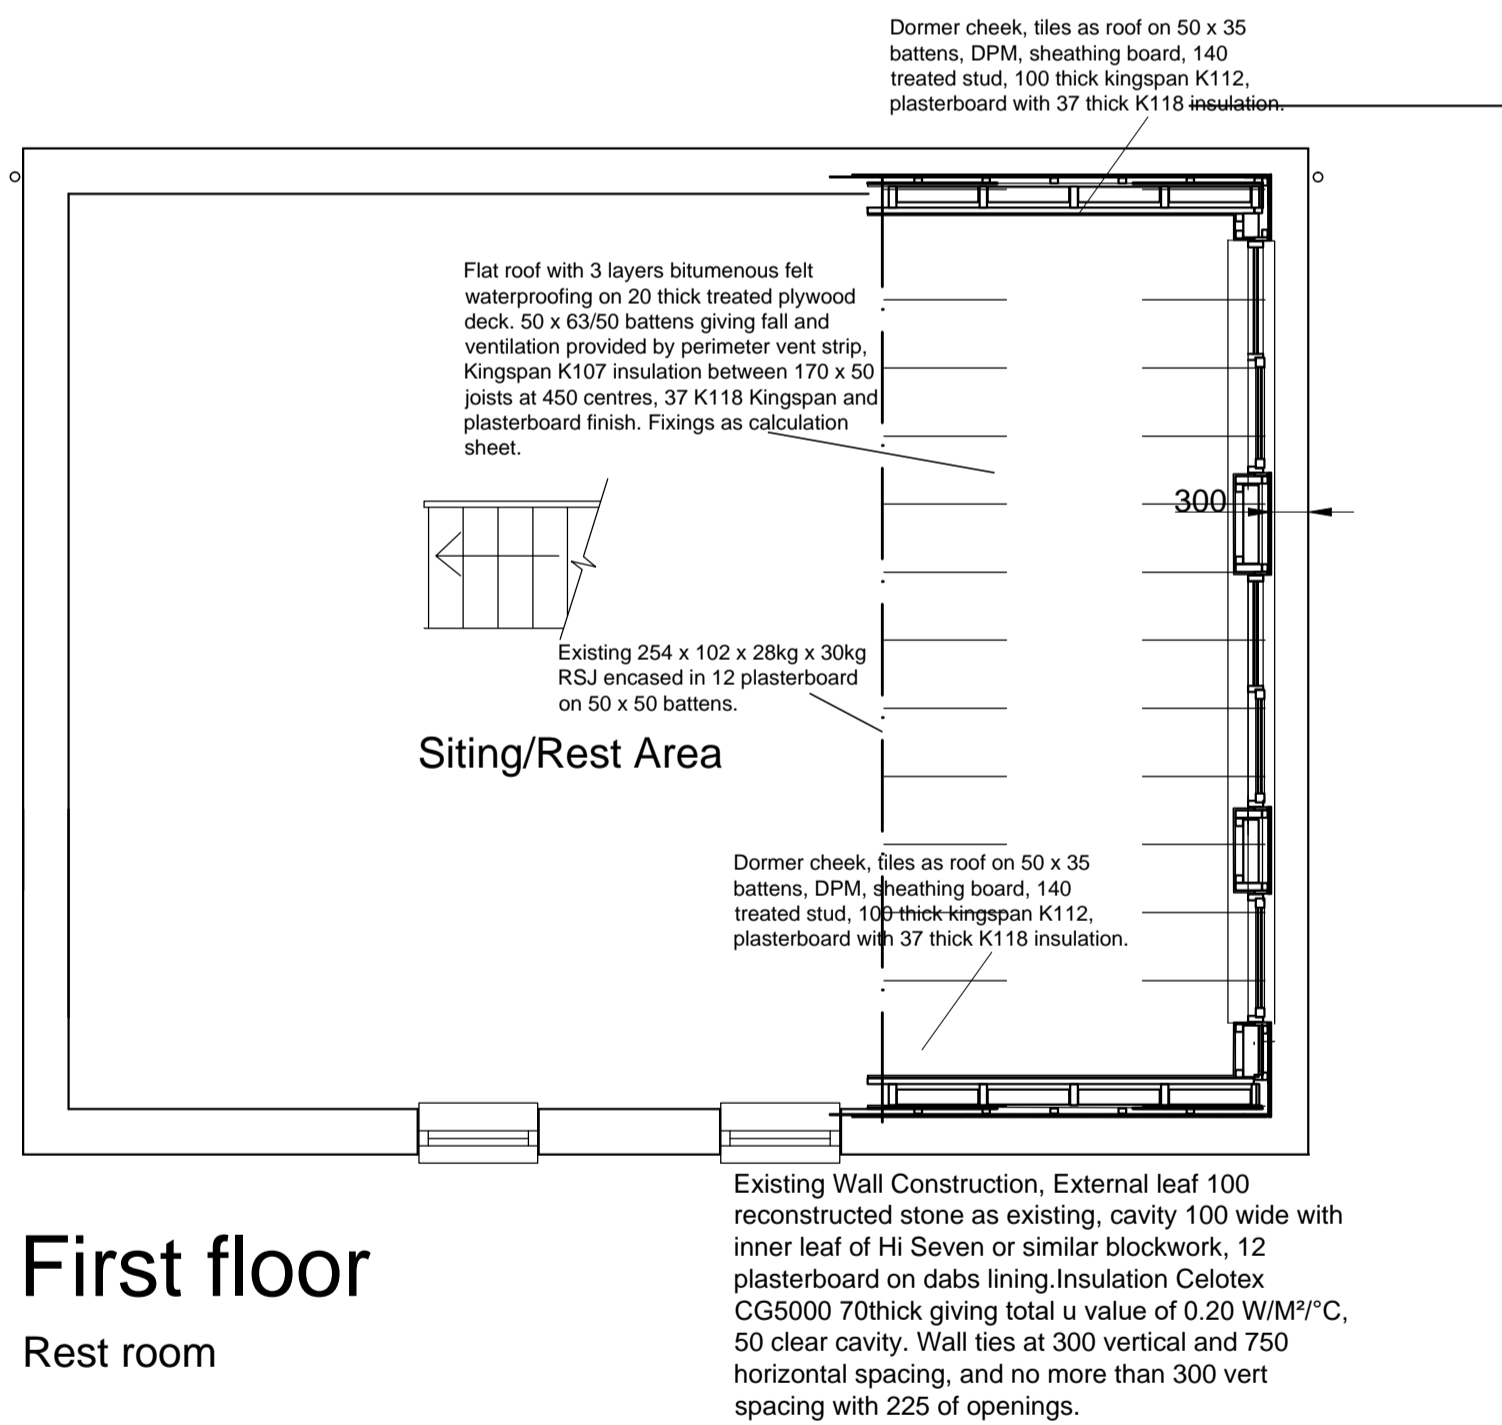 Dormer cheek, tiles as roof on 50 x 35
battens, DPM, sheathing board, 140
treated stud, 100 thick kingspan K112,
plasterboard with 37 thick K118 insulation.
Flat roof with 3 layers bitumenous felt
waterproofing on 20 thick treated plywood
deck. 50 x 63/50 battens giving fall and
ventilation provided by perimeter vent strip,
Kingspan K107 insulation between 170 x 50
joists at 450 centres, 37 K118 Kingspan and
plasterboard finish. Fixings as calculation
sheet.
300
Existing 254 x 102 x 28kg x 30kg
RSJ encased in 12 plasterboard
on 50 x 50 battens.
Siting/Rest Area
Dormer cheek, tiles as roof on 50 x 35
battens, DPM, sheathing board, 140
treated stud, 100 thick kingspan K112,
plasterboard with 37 thick K118 insulation.
Existing Wall Construction, External leaf 100
reconstructed stone as existing, cavity 100 wide with
inner leaf of Hi Seven or similar blockwork, 12
plasterboard on dabs lining.Insulation Celotex
CG5000 70thick giving total u value of 0.20 W/M²/°C,
50 clear cavity. Wall ties at 300 vertical and 750
horizontal spacing, and no more than 300 vert
spacing with 225 of openings.
First floor
Rest room